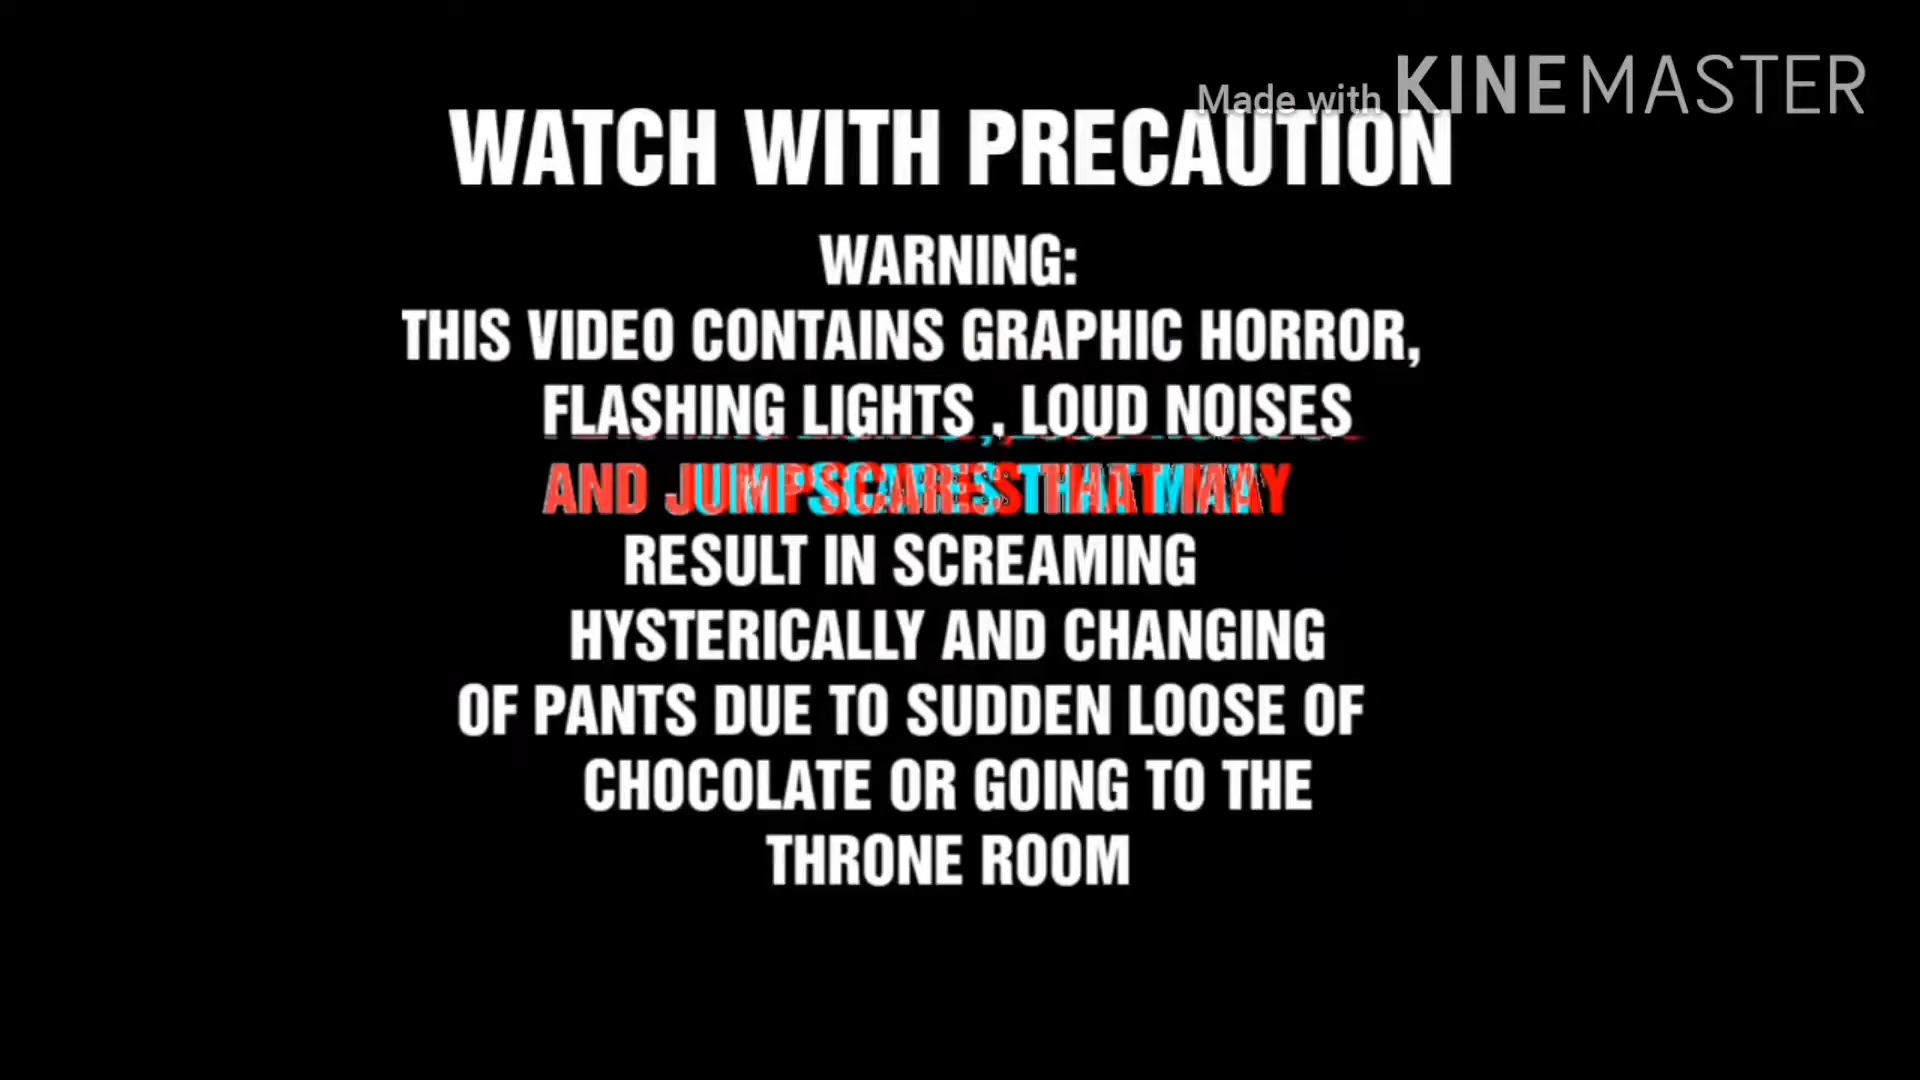 Made with KINEMASTER
WATCH WITH PRECAUTION
WARNING:
THIS VIDEO CONTAINS GRAPHIC HORROR,
FLASHING LIGHTS , LOUD NOISES
AND JUMPSCARES THAT MAY
RESULT IN SCREAMING
HYSTERICALLY AND CHANGING
OF PANTS DUE TO SUDDEN LOOSE OF
CHOCOLATE OR GOING TO THE
THRONE ROOM